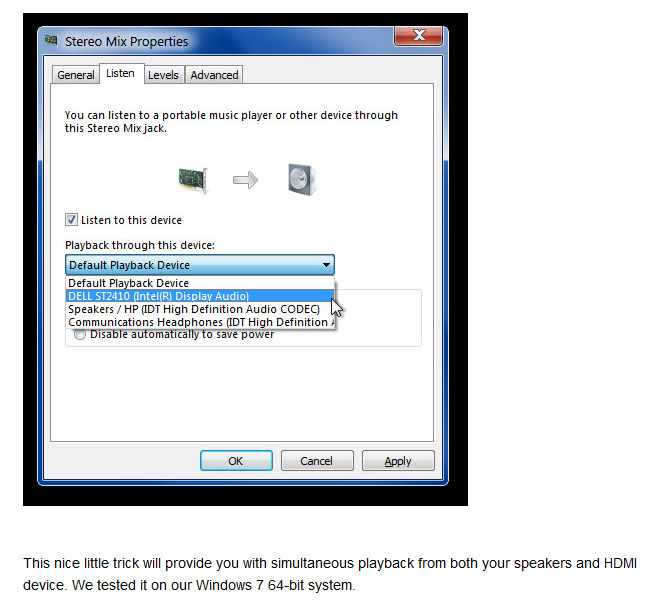 Stereo Mix Properties
General Listen Levels Advanced
You can listen to a portable music player or other device through
this Stereo Mix jack.
Listen to this device
Playback through this device:
Default Playback Device
Default Playback Device
DELL ST2410 (Intel(R) Display Audio)
Speakers / HP (IDT High Definition Audio CODEC)
Communications Headphones (IDT High Definition
Disable automatically to save power
OK Cancel Apply
This nice little trick will provide you with simultaneous playback from both your speakers and HDMI
device. We tested it on our Windows 7 64-bit system.